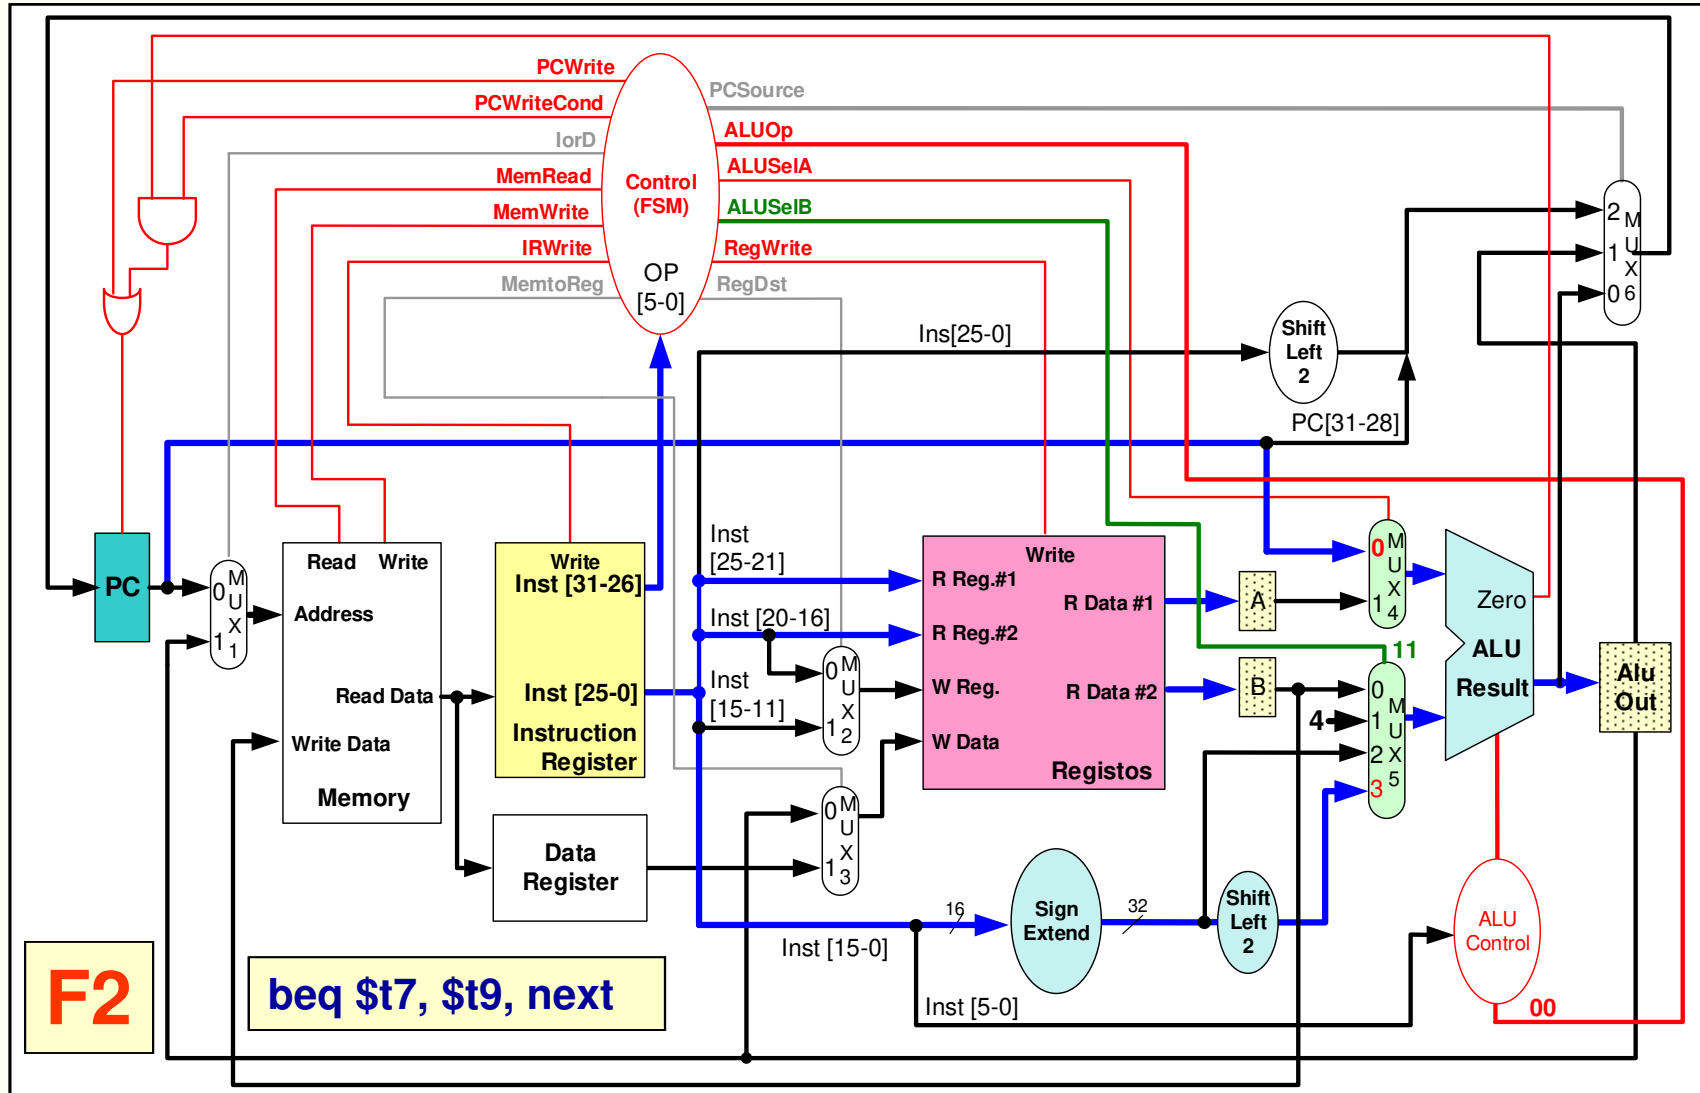 PCWrite
PCWriteCond
IorD
MemRead
MemWrite
IRWrite
MemtoReg
Control
(FSM)
OP
[5-0]
PCSource
ALUOp
ALUSelA
ALUSelB
RegWrite
RegDst
2
1
0
M
U
X
6
Ins[25-0]
Shift
Left
2
PC[31-28]
PC
0
1
M
U
X
1
Read
Write
Address
Read Data
Write Data
Memory
Write
Inst [31-26]
Inst [25-0]
Instruction
Register
Data
Register
Inst
[25-21]
Inst [20-16]
Inst
[15-11]
0
1
M
U
X
2
0
1
M
U
X
3
Write
R Reg.#1
R Reg.#2
W Reg.
W Data
R Data #1
R Data #2
Registos
A
B
0
1
M
U
X
4
11
4
0
1
2
3
M
U
X
5
Zero
ALU
Result
Alu
Out
Inst [15-0]
16
Sign
Extend
32
Shift
Left
2
Inst [5-0]
ALU
Control
00
F2
beq $t7, $t9, next